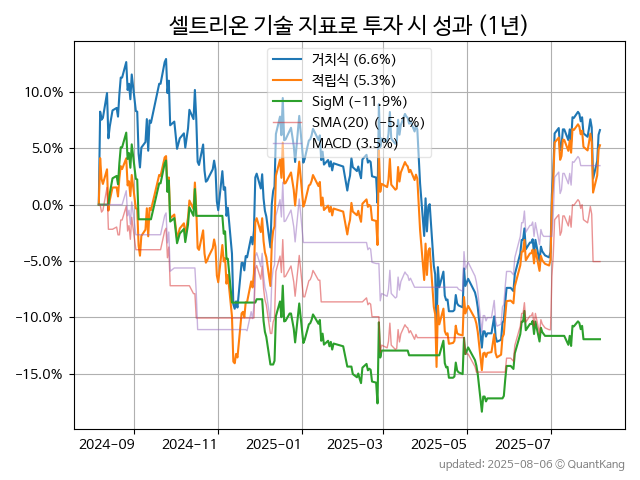 셀트리온 기술 지표로 투자 시 성과 (1년)
거치식 (6.6%)
적립식 (5.3%)
SigM (−11.9%)
SMA(20) (−5.1%)
MACD (3.5%)
10.0%
5.0%
0.0%
−5.0%
−10.0%
−15.0%
2024-09 2024-11 2025-01 2025-03 2025-05 2025-07
updated: 2025-08-06 © QuantKang